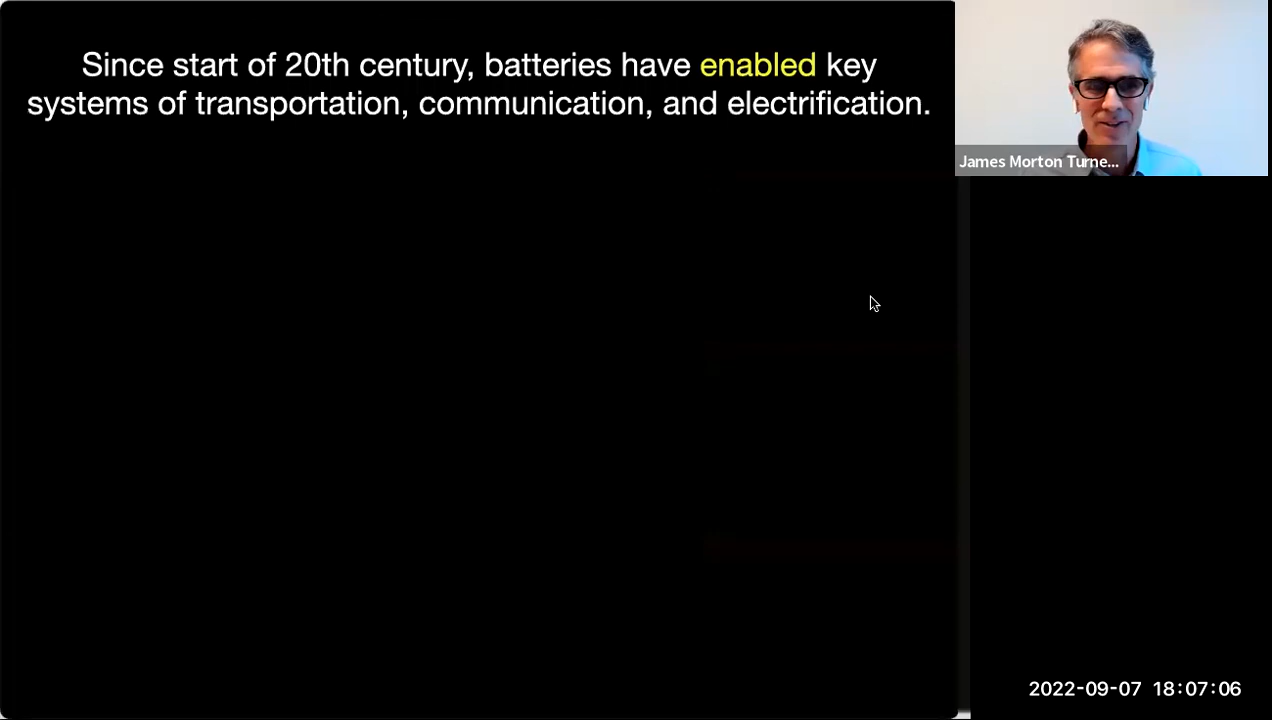 Since start of 20th century, batteries have enabled key
systems of transportation, communication, and electrification.
James Morton Turne...
2022-09-07 18:07:06